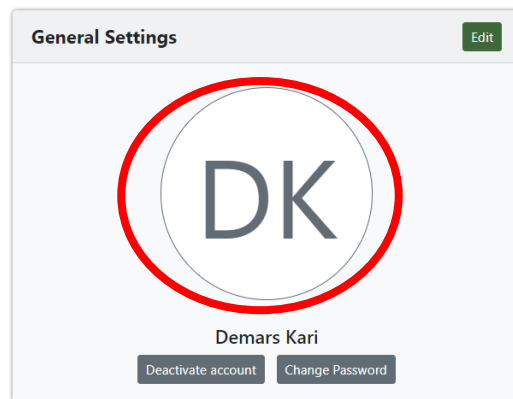 General Settings Edit
DK
Demars Kari
Deactivate account Change Password